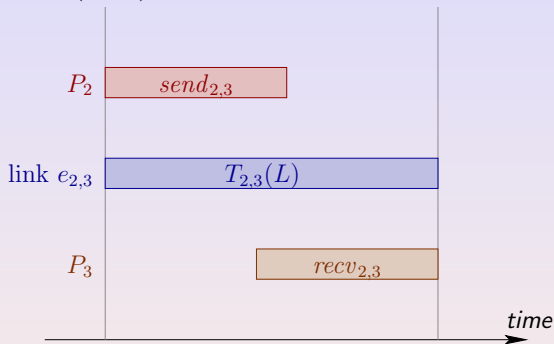 P₂ send₂,₃
link e₂,₃ T₂,₃(L)
P₃ recv₂,₃
time